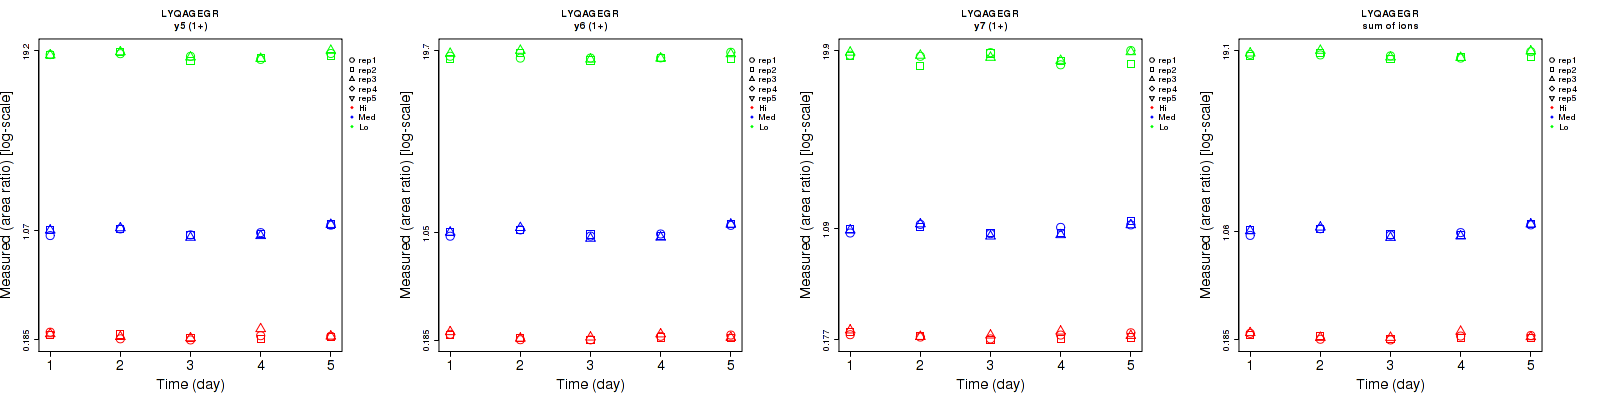 LYQAGEGR
y5 (1+)
Measured (area ratio) [log-scale]
19.2
1.07
0.185
1 2 3 4 5
Time (day)
rep1
rep2
rep3
rep4
rep5
Hi
Med
Lo
LYQAGEGR
y6 (1+)
Measured (area ratio) [log-scale]
19.7
1.05
0.185
1 2 3 4 5
Time (day)
rep1
rep2
rep3
rep4
rep5
Hi
Med
Lo
LYQAGEGR
y7 (1+)
Measured (area ratio) [log-scale]
19.9
1.09
0.177
1 2 3 4 5
Time (day)
rep1
rep2
rep3
rep4
rep5
Hi
Med
Lo
LYQAGEGR
sum of ions
Measured (area ratio) [log-scale]
19.1
1.06
0.185
1 2 3 4 5
Time (day)
rep1
rep2
rep3
rep4
rep5
Hi
Med
Lo